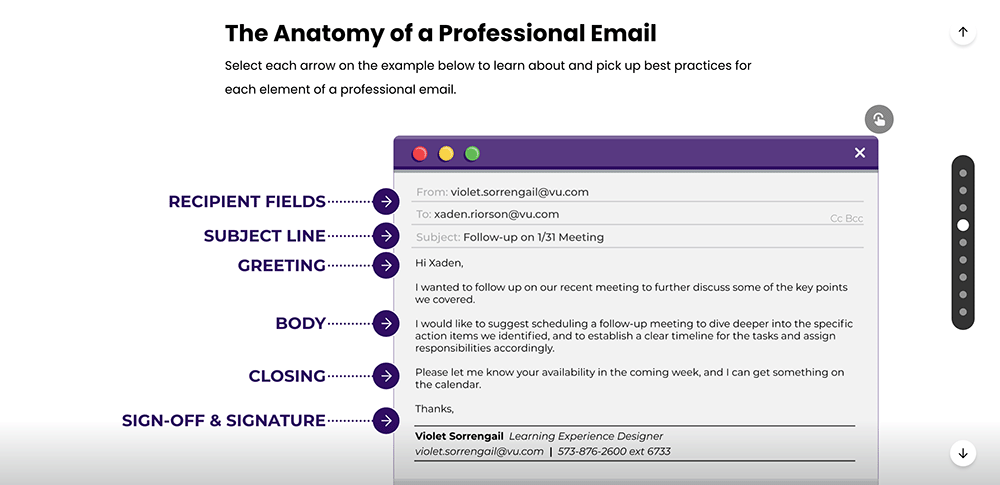 The Anatomy of a Professional Email
Select each arrow on the example below to learn about and pick up best practices for
each element of a professional email.
RECIPIENT FIELDS
From: violet.sorrengail@vu.com
To: xaden.riorson@vu.com
Cc Bcc
SUBJECT LINE
Subject: Follow-up on 1/31 Meeting
GREETING
Hi Xaden,
I wanted to follow up on our recent meeting to further discuss some of the key points
we covered.
BODY
I would like to suggest scheduling a follow-up meeting to dive deeper into the specific
action items we identified, and to establish a clear timeline for the tasks and assign
responsibilities accordingly.
CLOSING
Please let me know your availability in the coming week, and I can get something on
the calendar.
Thanks,
SIGN-OFF & SIGNATURE
Violet Sorrengail Learning Experience Designer
violet.sorrengail@vu.com | 573-876-2600 ext 6733